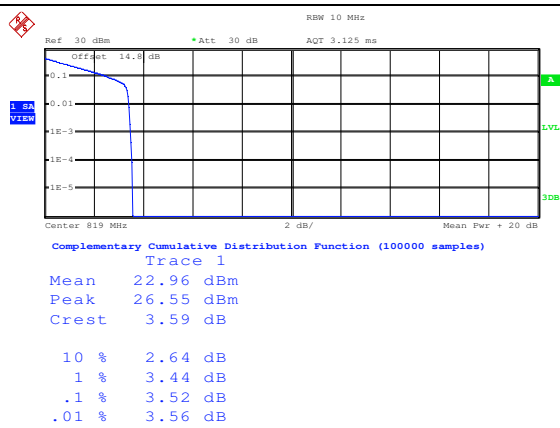 RBW 10 MHz
Ref 30 dBm *Att 30 dB AQT 3.125 ms
Offset 14.8 dB
0.1
A
1 SA
VIEW
0.01
1E-3
LVL
1E-4
1E-5
3DB
Center 819 MHz 2 dB/ Mean Pwr + 20 dB
Complementary Cumulative Distribution Function (100000 samples)
Trace 1
Mean 22.96 dBm
Peak 26.55 dBm
Crest 3.59 dB
10 % 2.64 dB
1 % 3.44 dB
.1 % 3.52 dB
.01 % 3.56 dB